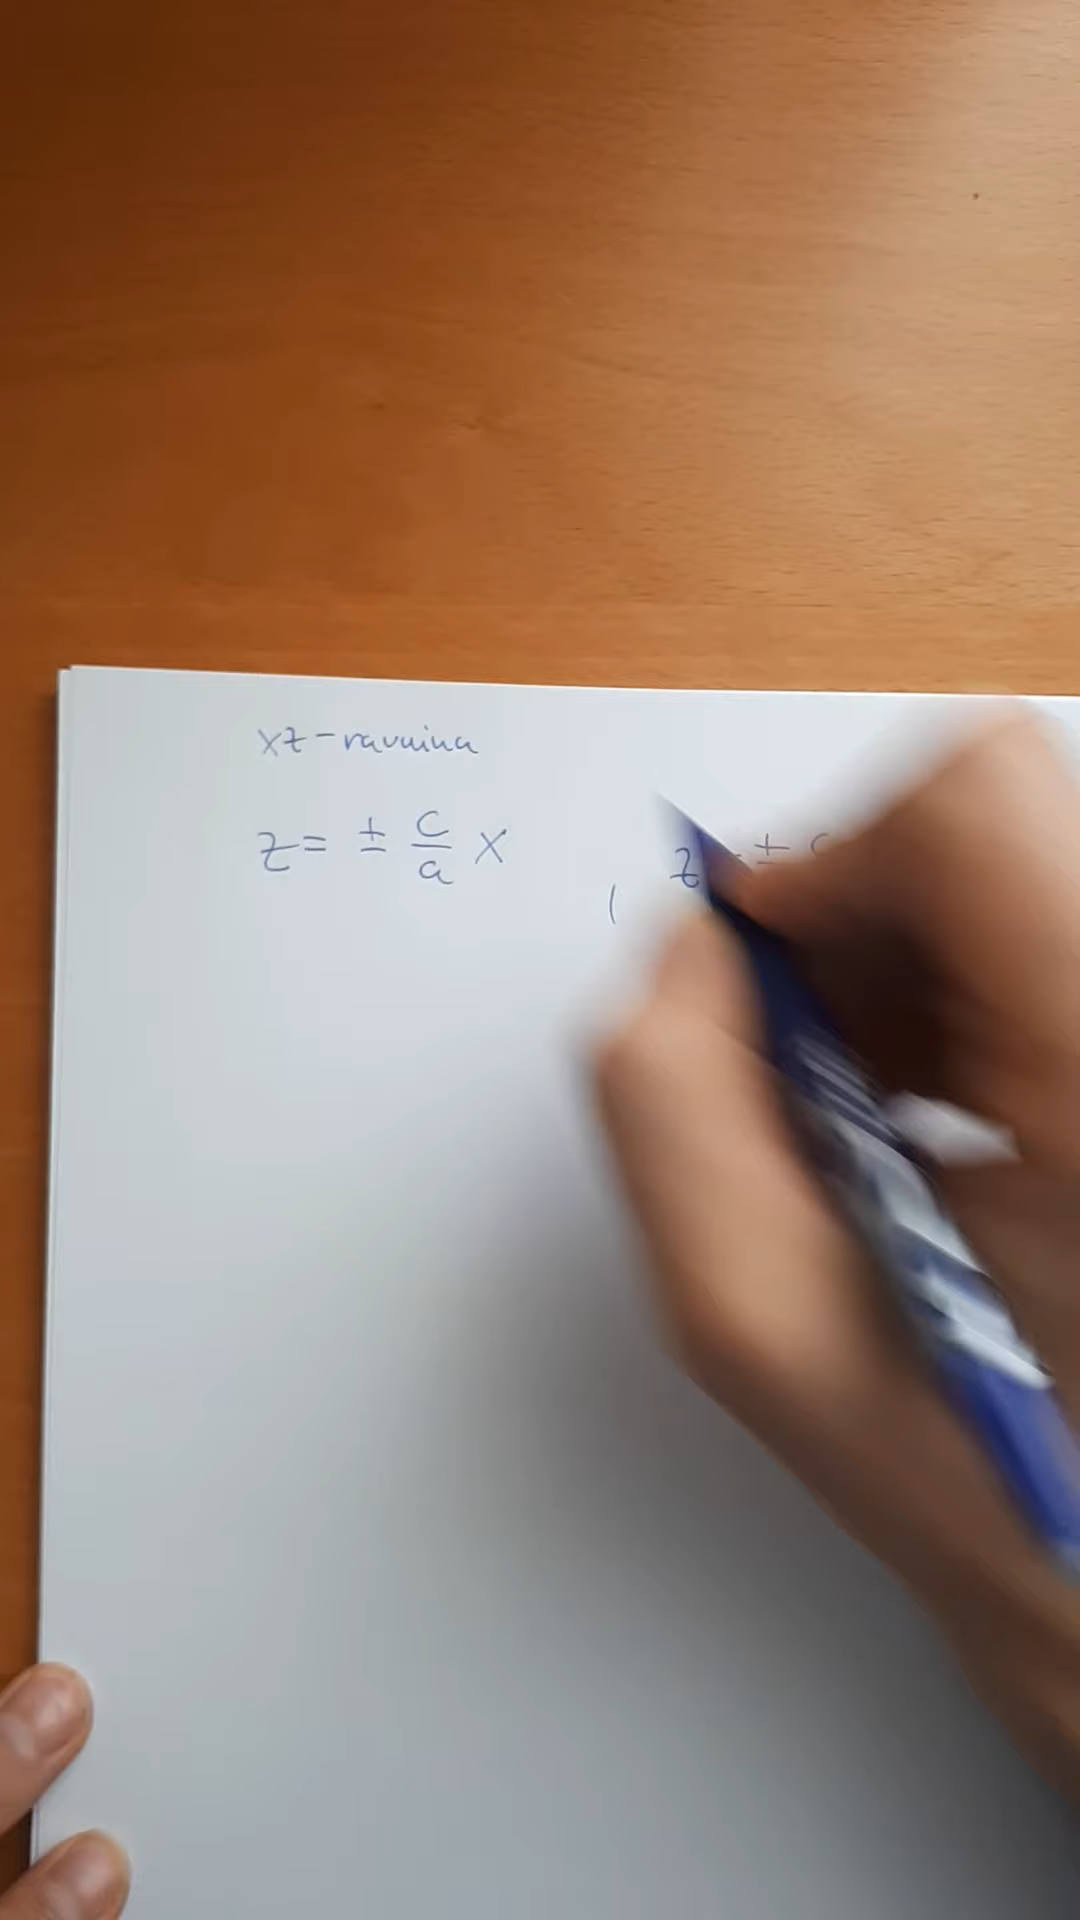 xz-ravnina
z = ± c/a x
z = ± c
(